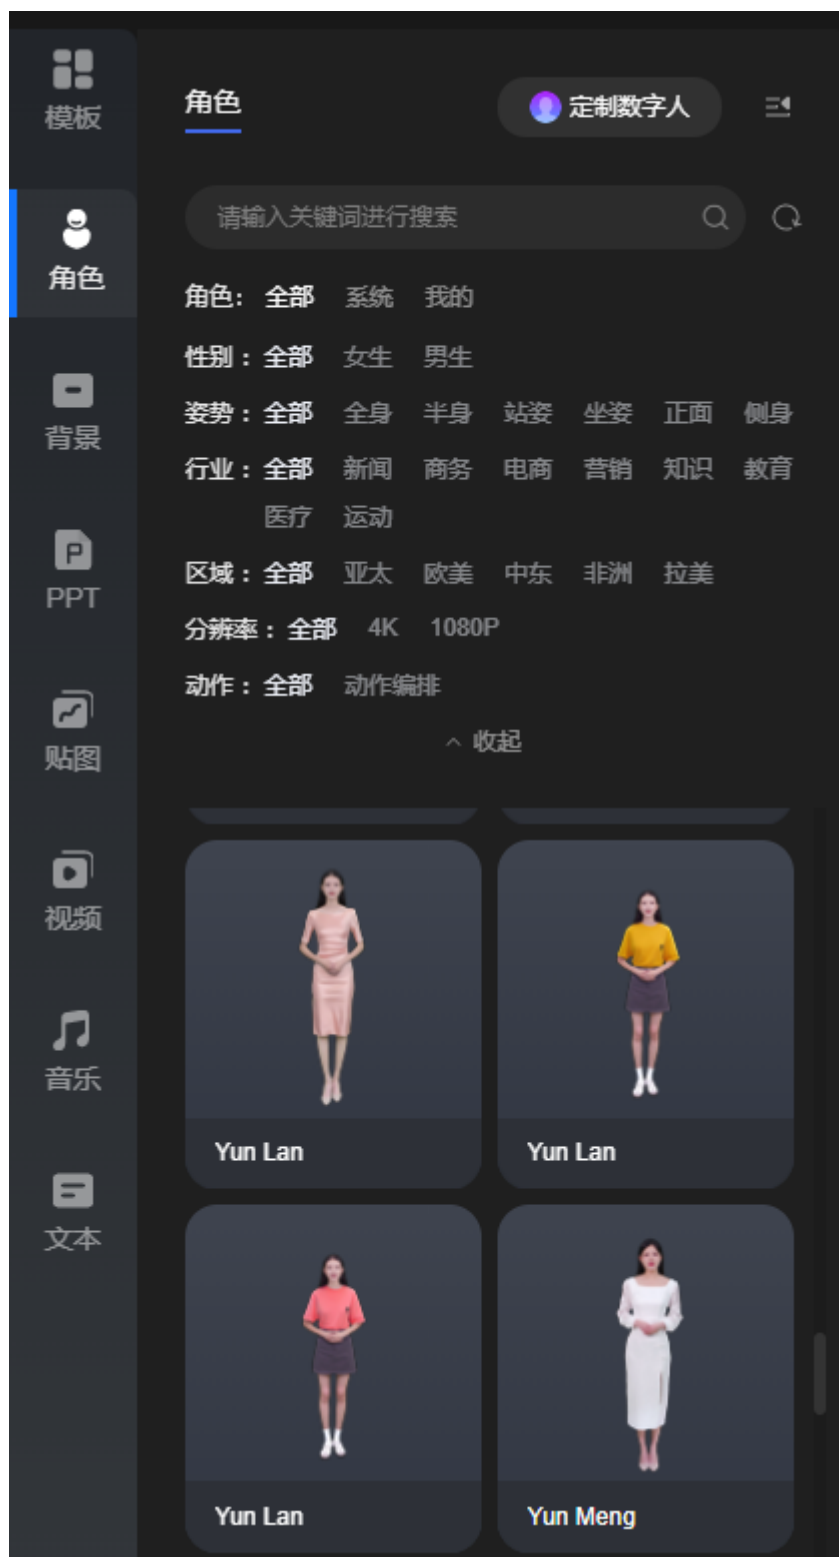 模板
角色
背景
PPT
贴图
视频
音乐
文本
角色 定制数字人
请输入关键词进行搜索
角色: 全部 系统 我的
性别: 全部 女生 男生
姿势: 全部 全身 半身 站姿 坐姿 正面 侧身
行业: 全部 新闻 商务 电商 营销 知识 教育
医疗 运动
区域: 全部 亚太 欧美 中东 非洲 拉美
分辨率: 全部 4K 1080P
动作: 全部 动作编排
收起
Yun Lan Yun Lan
Yun Lan Yun Meng